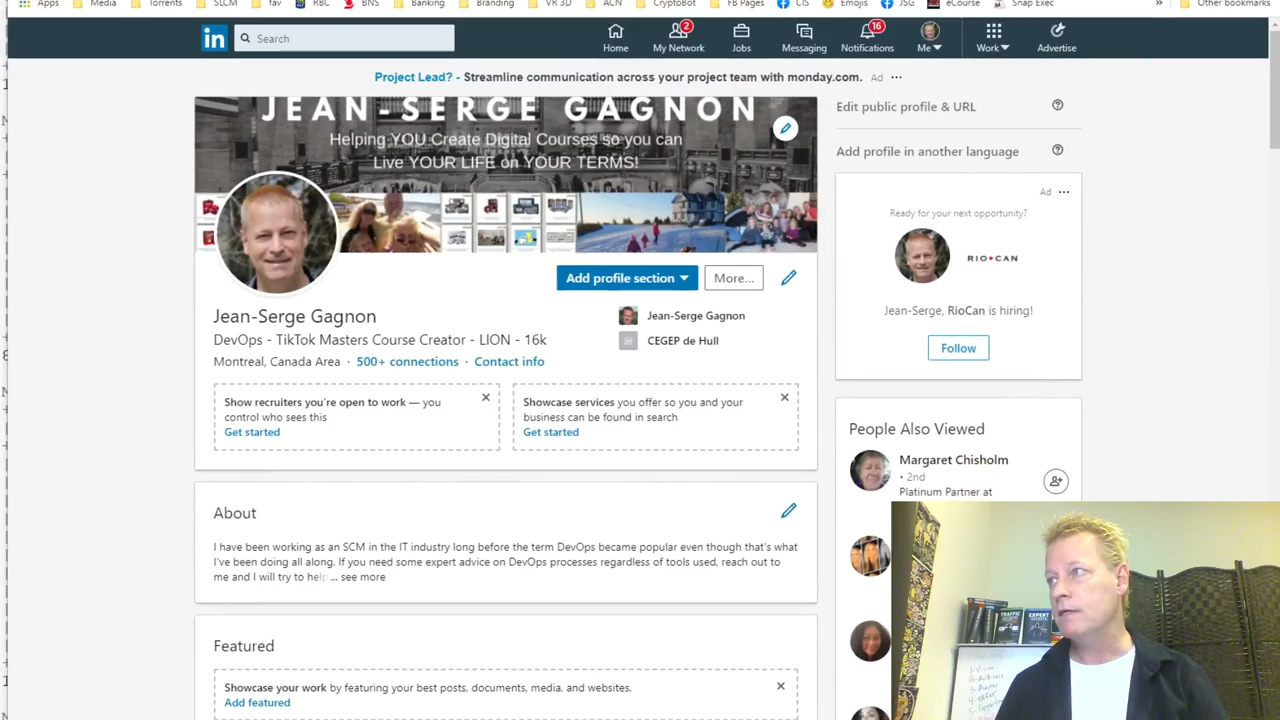 Apps Media Torrents SLCM fav RBC BNS Banking Branding VR 3D ACN CryptoBot FB Pages CIS Emojis JSG eCourse Snap Exec » Other bookmarks
in Search
Home
2
My Network
Jobs
Messaging
16
Notifications
Me
Work
Advertise
Project Lead? - Streamline communication across your project team with monday.com. Ad ...
JEAN-SERGE GAGNON
Helping YOU Create Digital Courses so you can
Live YOUR LIFE on YOUR TERMS!
Add profile section
More...
Jean-Serge Gagnon
DevOps - TikTok Masters Course Creator - LION - 16k
Montreal, Canada Area · 500+ connections · Contact info
Jean-Serge Gagnon
CEGEP de Hull
Show recruiters you're open to work — you
control who sees this
Get started
Showcase services you offer so you and your
business can be found in search
Get started
About
I have been working as an SCM in the IT industry long before the term DevOps became popular even though that's what
I've been doing all along. If you need some expert advice on DevOps processes regardless of tools used, reach out to
me and I will try to help ... see more
Featured
Showcase your work by featuring your best posts, documents, media, and websites.
Add featured
Edit public profile & URL
Add profile in another language
Ad ...
Ready for your next opportunity?
RIO CAN
Jean-Serge, RioCan is hiring!
Follow
People Also Viewed
Margaret Chisholm
• 2nd
Platinum Partner at
TRAFFIC
EXPERT